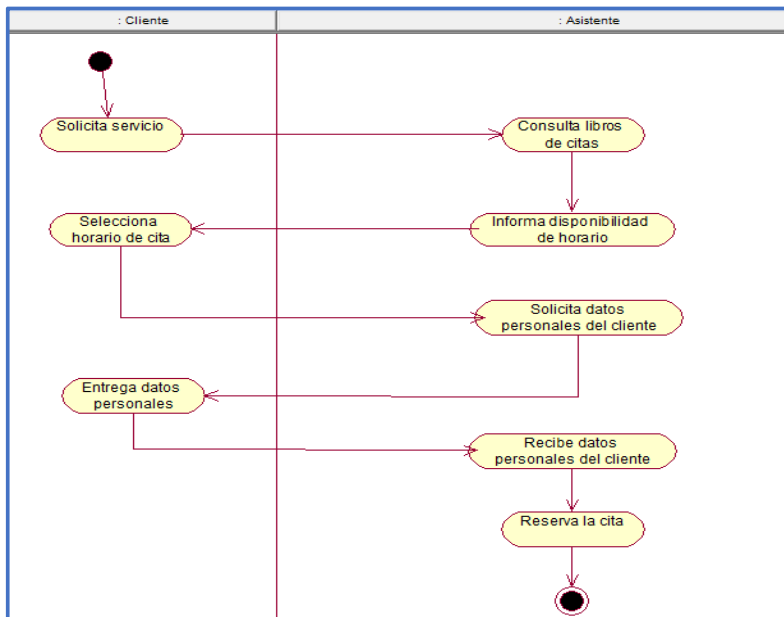 : Cliente
: Asistente
Solicita servicio
Consulta libros
de citas
Selecciona
horario de cita
Informa disponibilidad
de horario
Solicita datos
personales del cliente
Entrega datos
personales
Recibe datos
personales del cliente
Reserva la cita